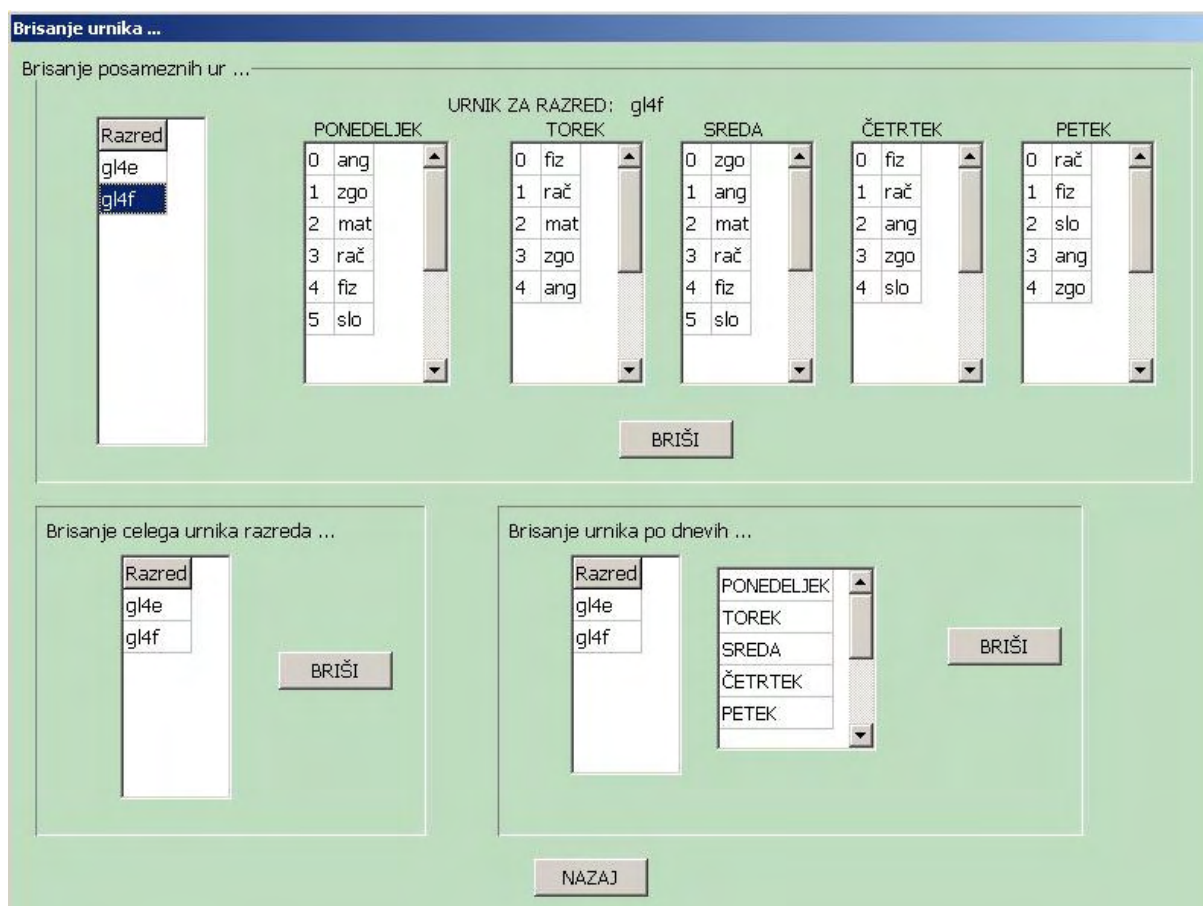 Brisanje urnika ...
Brisanje posameznih ur ...
URNIK ZA RAZRED: gl4f
Razred
gl4e
gl4f
PONEDELJEK
0 ang
1 zgo
2 mat
3 rač
4 fiz
5 slo
TOREK
0 fiz
1 rač
2 mat
3 zgo
4 ang
SREDA
0 zgo
1 ang
2 mat
3 rač
4 fiz
5 slo
ČETRTEK
0 fiz
1 rač
2 ang
3 zgo
4 slo
PETEK
0 rač
1 fiz
2 slo
3 ang
4 zgo
BRIŠI
Brisanje celega urnika razreda ...
Razred
gl4e
gl4f
BRIŠI
Brisanje urnika po dnevih ...
Razred
gl4e
gl4f
PONEDELJEK
TOREK
SREDA
ČETRTEK
PETEK
BRIŠI
NAZAJ